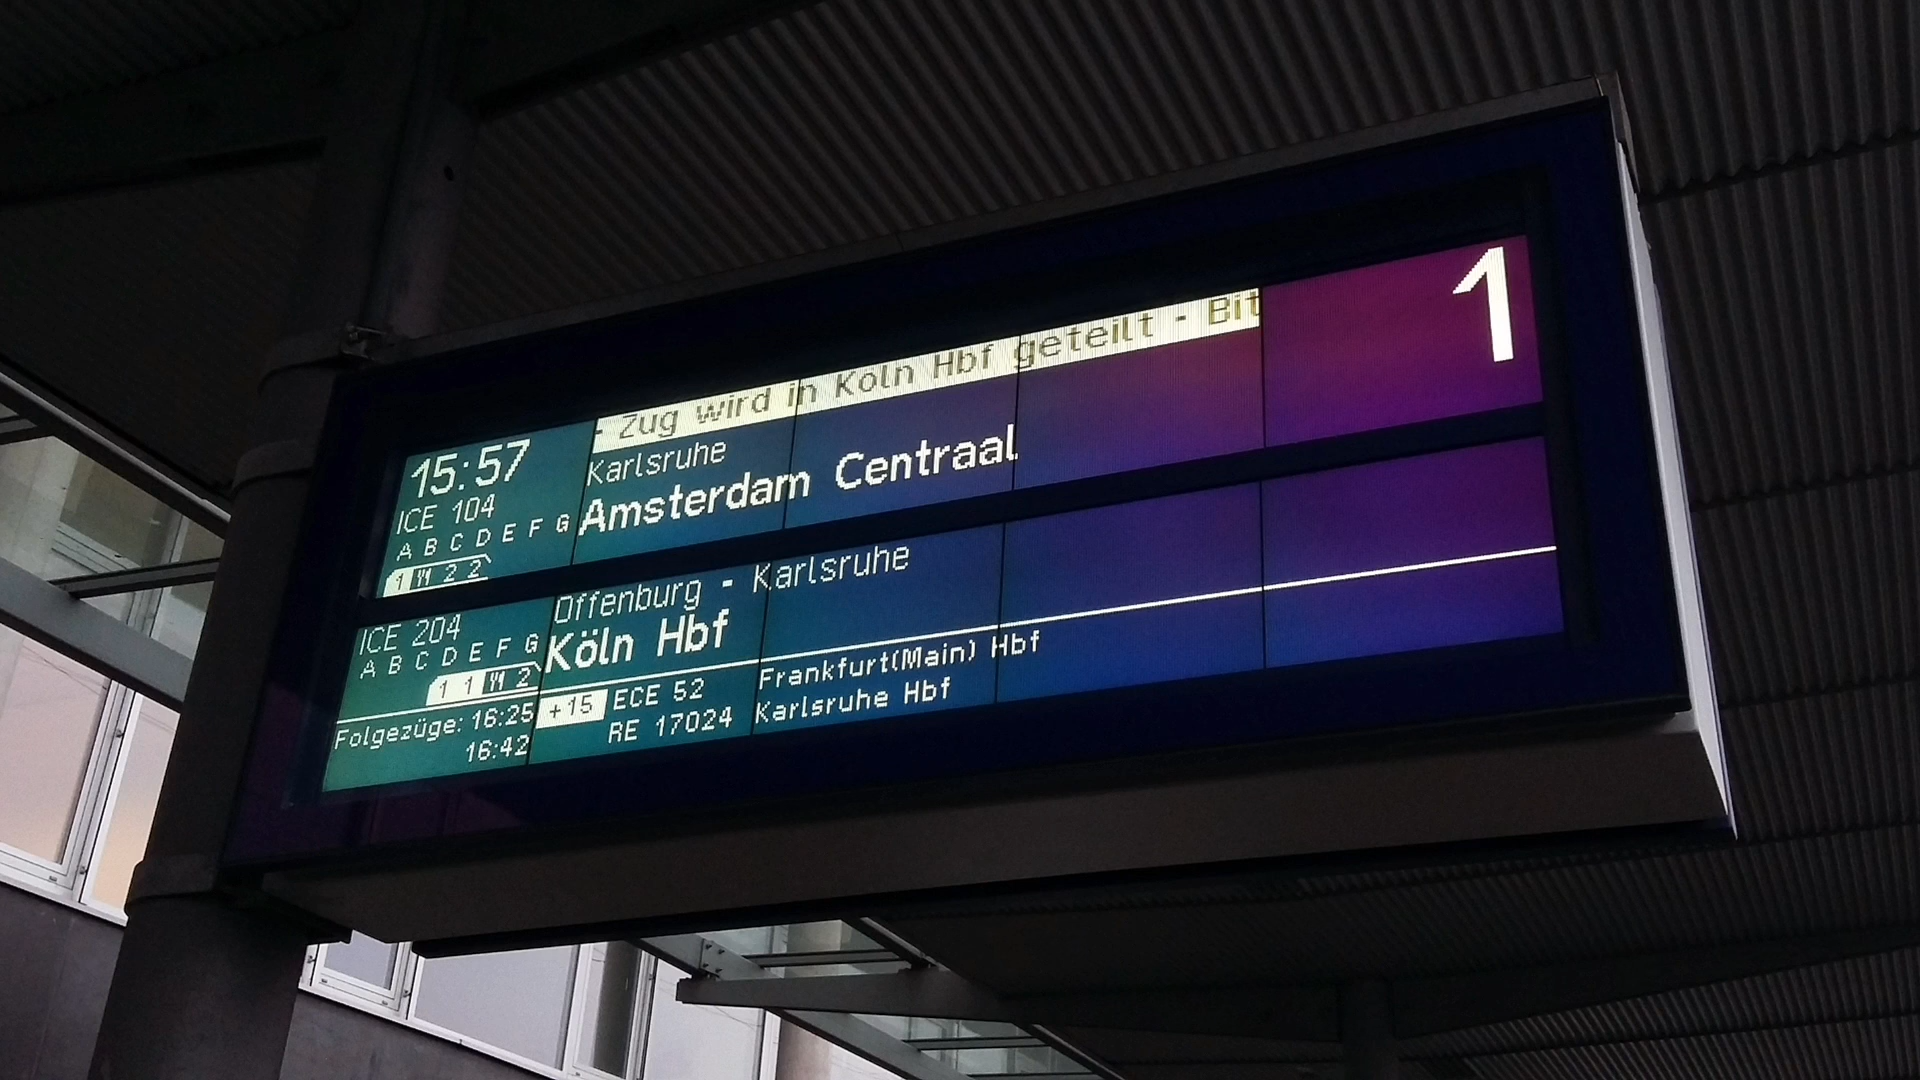 - Zug wird in Köln Hbf geteilt - Bit
1
15:57
Karlsruhe
ICE 104
Amsterdam Centraal
A B C D E F G
1 2 2
ICE 204
Offenburg - Karlsruhe
A B C D E F G
Köln Hbf
1 1 2
Folgezüge: 16:25 +15 ECE 52 Frankfurt(Main) Hbf
16:42 RE 17024 Karlsruhe Hbf